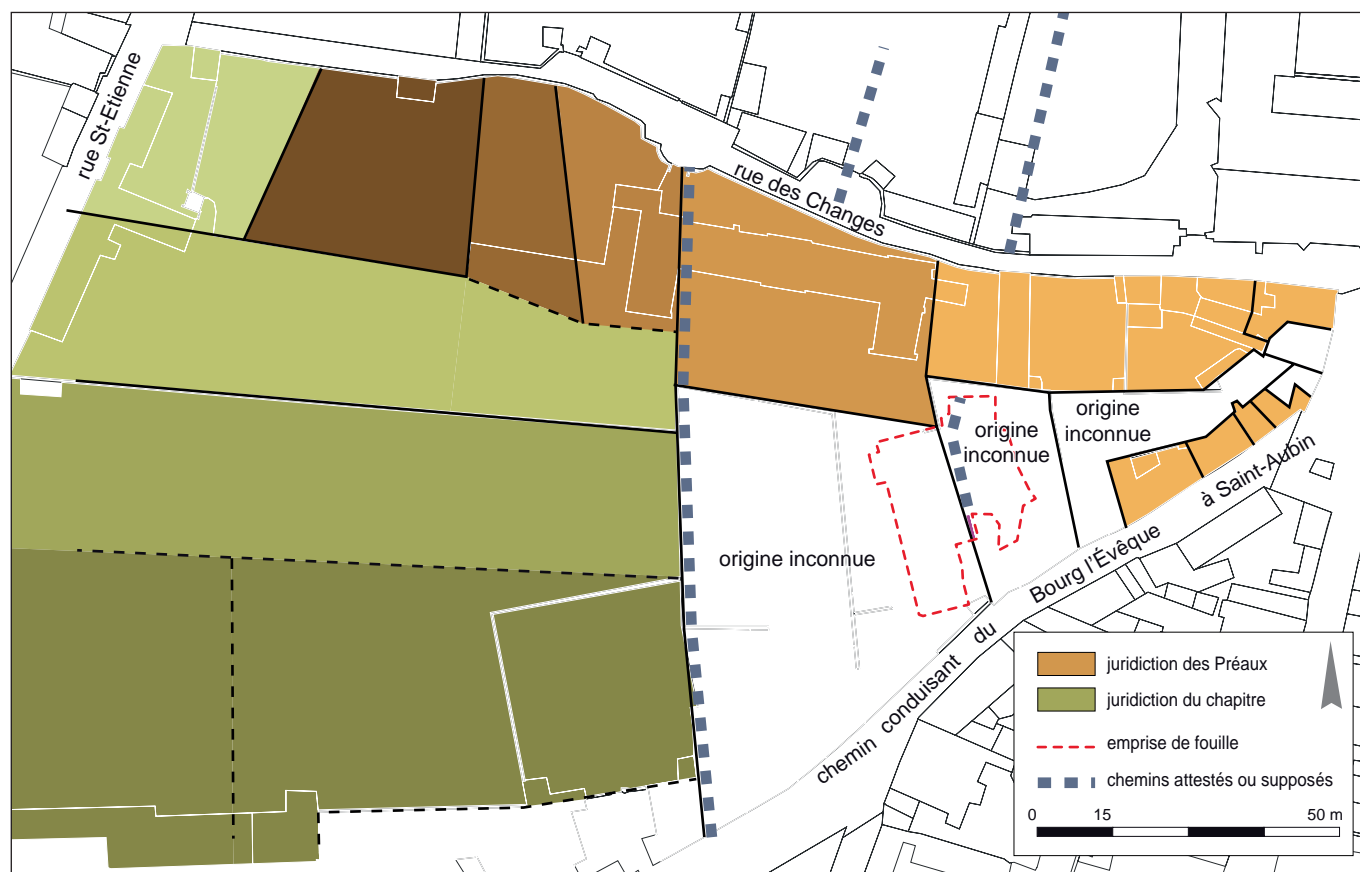 rue St-Etienne
rue des Changes
origine
inconnue
origine
inconnue
origine inconnue
chemin conduisant du Bourg l'Évêque à Saint-Aubin
juridiction des Préaux
juridiction du chapitre
emprise de fouille
chemins attestés ou supposés
0 15 50 m